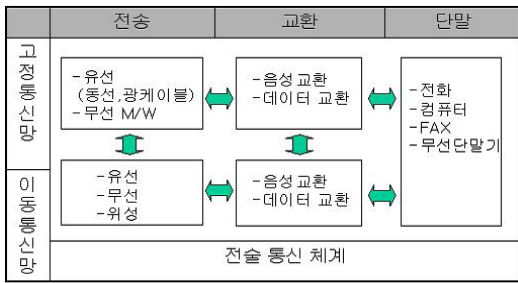 전송 교환 단말
고정통신망
-유선
(동선,광케이블)
-무선 M/W
-음성교환
-데이터 교환
-전화
-컴퓨터
-FAX
-무선단말기
이동통신망
-유선
-무선
-위성
-음성교환
-데이터 교환
전술 통신 체계